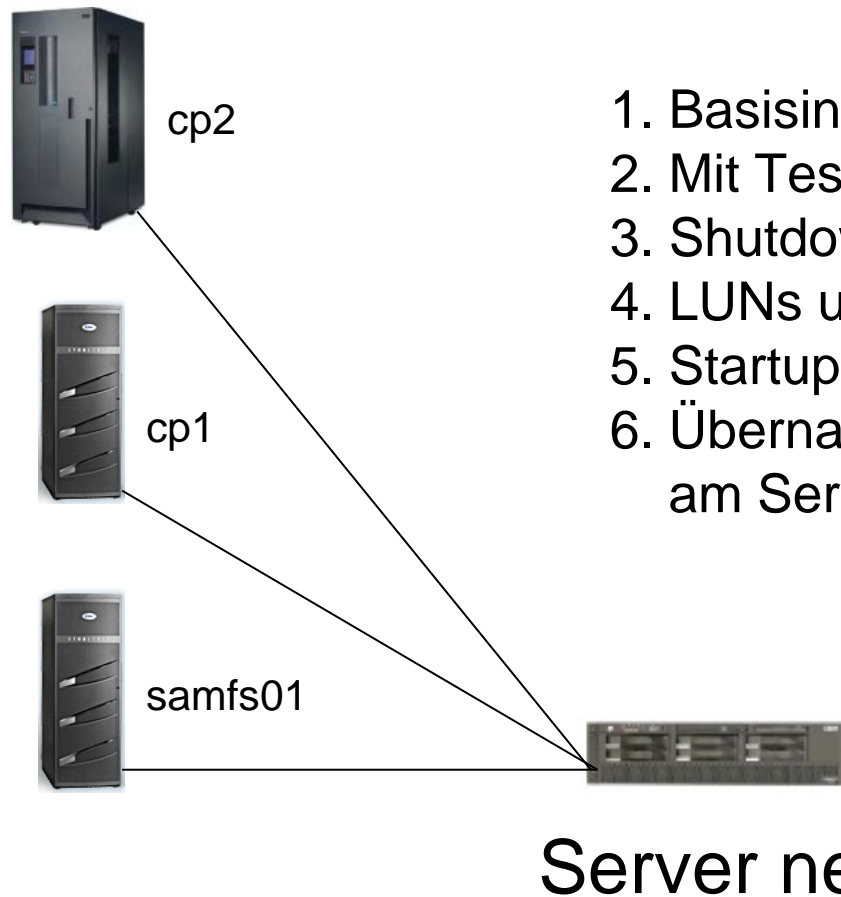 cp2
1. Basisin
2. Mit Tes
3. Shutdo
4. LUNs u
5. Startup
6. Überna
am Ser
cp1
samfs01
Server ne